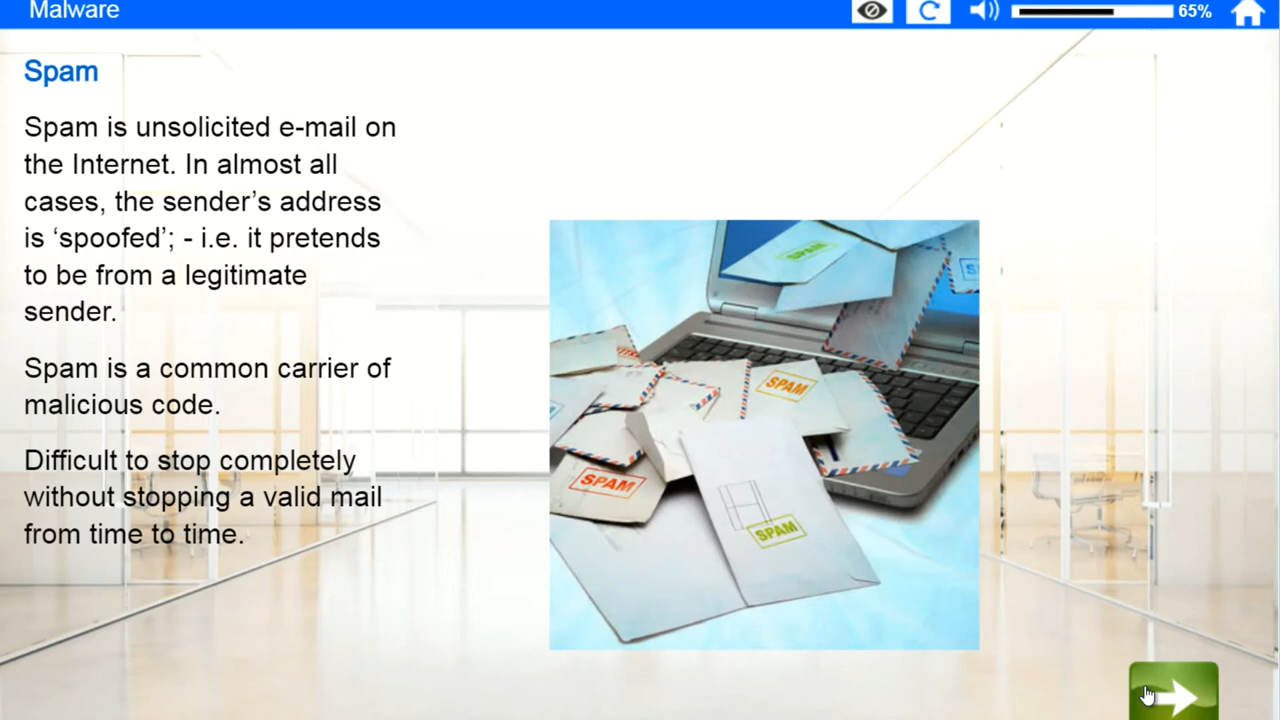 Malware
65%
Spam
Spam is unsolicited e-mail on
the Internet. In almost all
cases, the sender’s address
is ‘spoofed’; - i.e. it pretends
to be from a legitimate
sender.
Spam is a common carrier of
malicious code.
Difficult to stop completely
without stopping a valid mail
from time to time.
SPAM
SPAM
SPAM
SPAM